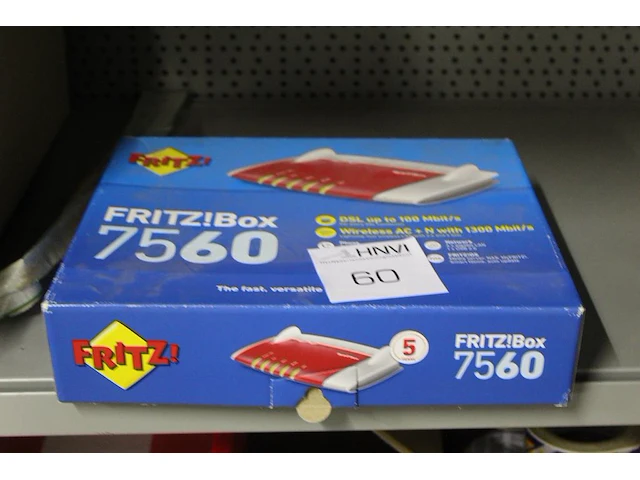 FRITZ!
FRITZ!Box
7560
DSL up to 100 Mbit/s
Wireless AC + N with 1300 Mbit/s
HNVI
60
The fast, versatile
FRITZ!
5
FRITZ!Box
7560